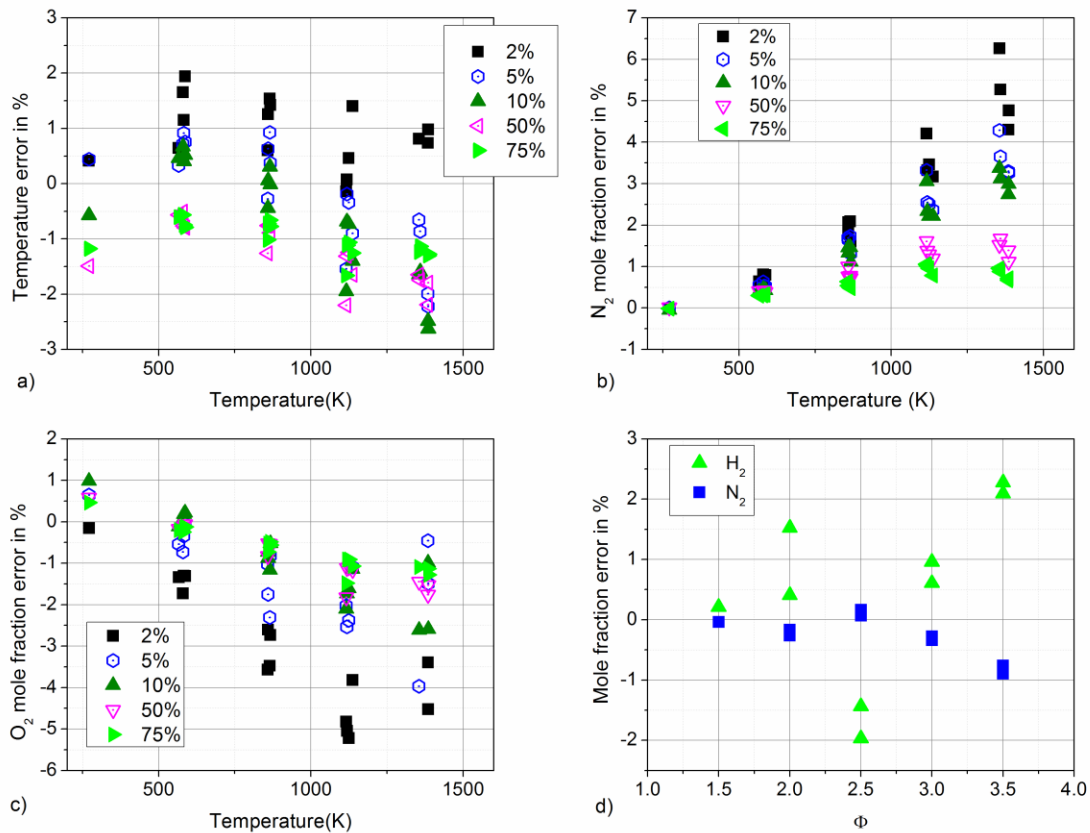 3
2
1
0
-1
-2
-3
500 1000 1500
Temperature error in %
Temperature(K)
2%
5%
10%
50%
75%
a)
7
6
5
4
3
2
1
0
-1
500 1000 1500
N2 mole fraction error in %
Temperature (K)
2%
5%
10%
50%
75%
b)
2
1
0
-1
-2
-3
-4
-5
-6
500 1000 1500
O2 mole fraction error in %
Temperature(K)
2%
5%
10%
50%
75%
c)
3
2
1
0
-1
-2
1.0 1.5 2.0 2.5 3.0 3.5 4.0
Mole fraction error in %
Φ
H2
N2
d)